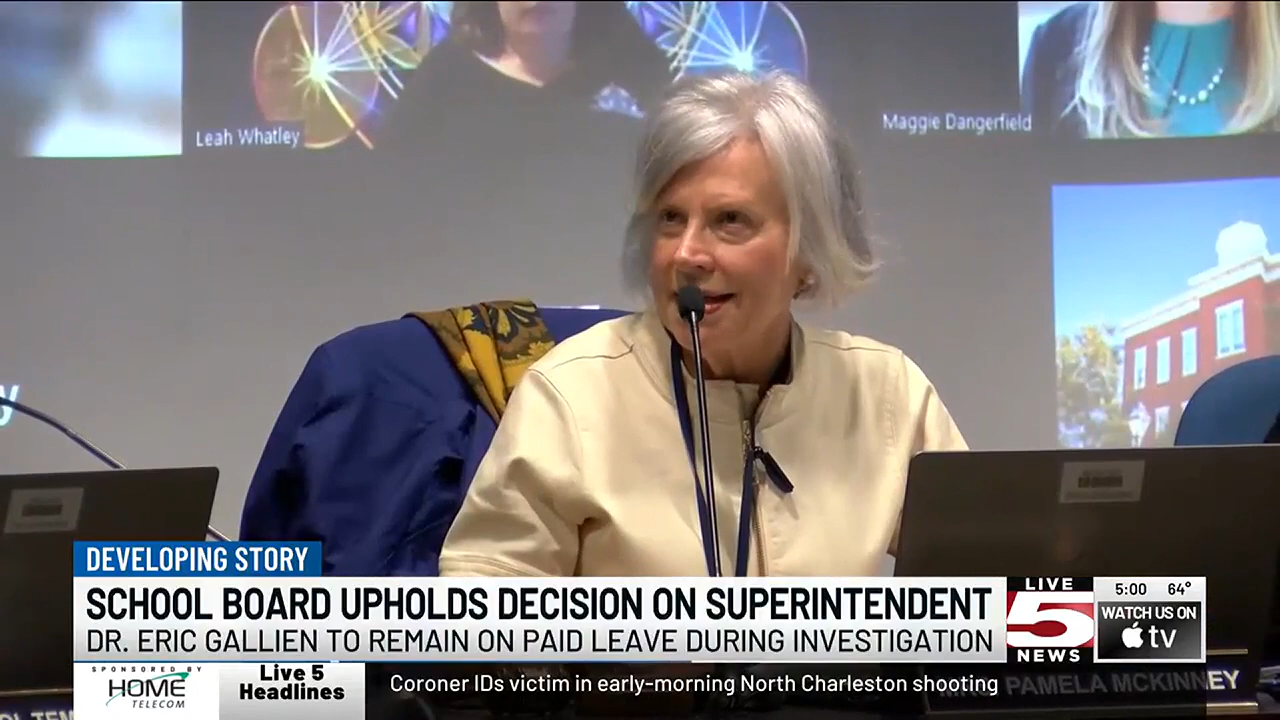 Leah Whatley
Maggie Dangerfield
y
DEVELOPING STORY
SCHOOL BOARD UPHOLDS DECISION ON SUPERINTENDENT
DR. ERIC GALLIEN TO REMAIN ON PAID LEAVE DURING INVESTIGATION
LIVE
5
NEWS
5:00 64°
WATCH US ON
tv
SPONSORED BY
HOME
TELECOM
Live 5
Headlines
Coroner IDs victim in early-morning North Charleston shooting
PAMELA MCKINNEY